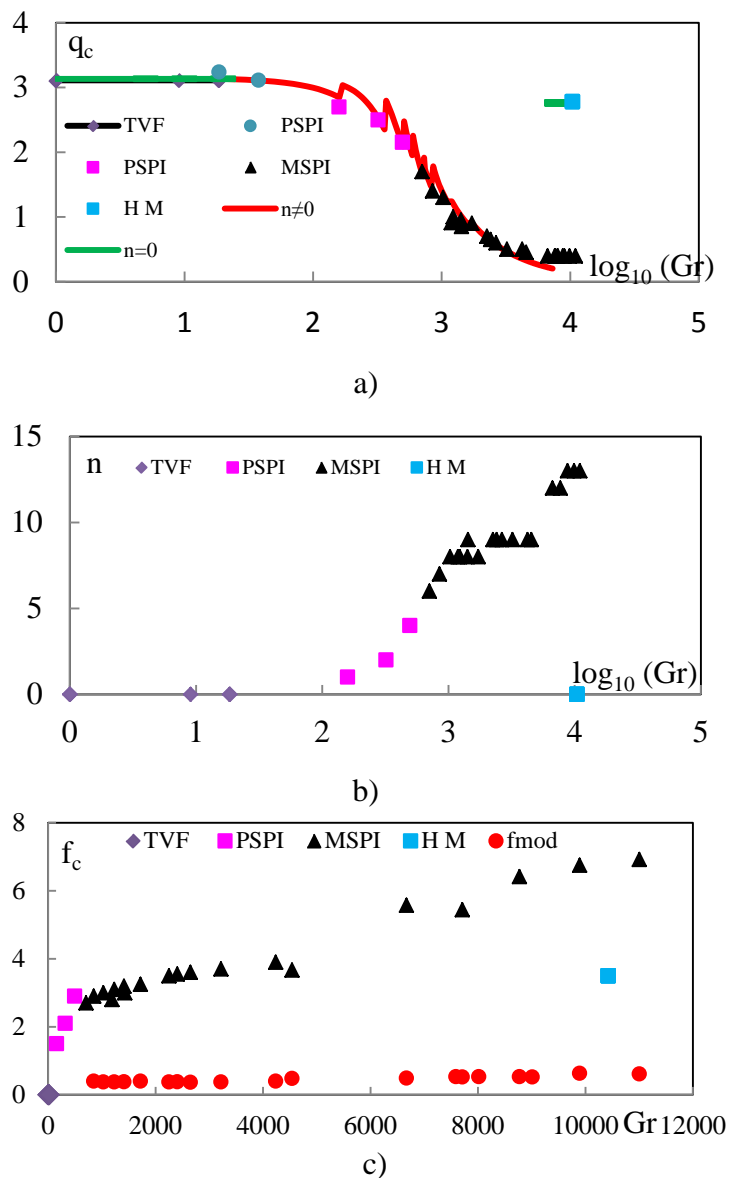 4
q_c
3
TVF PSPI
2
PSPI MSPI
1
H M n≠0
n=0
0
log₁₀ (Gr)
0 1 2 3 4 5
a)
15
n TVF PSPI MSPI H M
10
5
0
log₁₀ (Gr)
0 1 2 3 4 5
b)
8
TVF PSPI MSPI H M fmod
f_c
6
4
2
0
0 2000 4000 6000 8000 10000 Gr 12000
c)